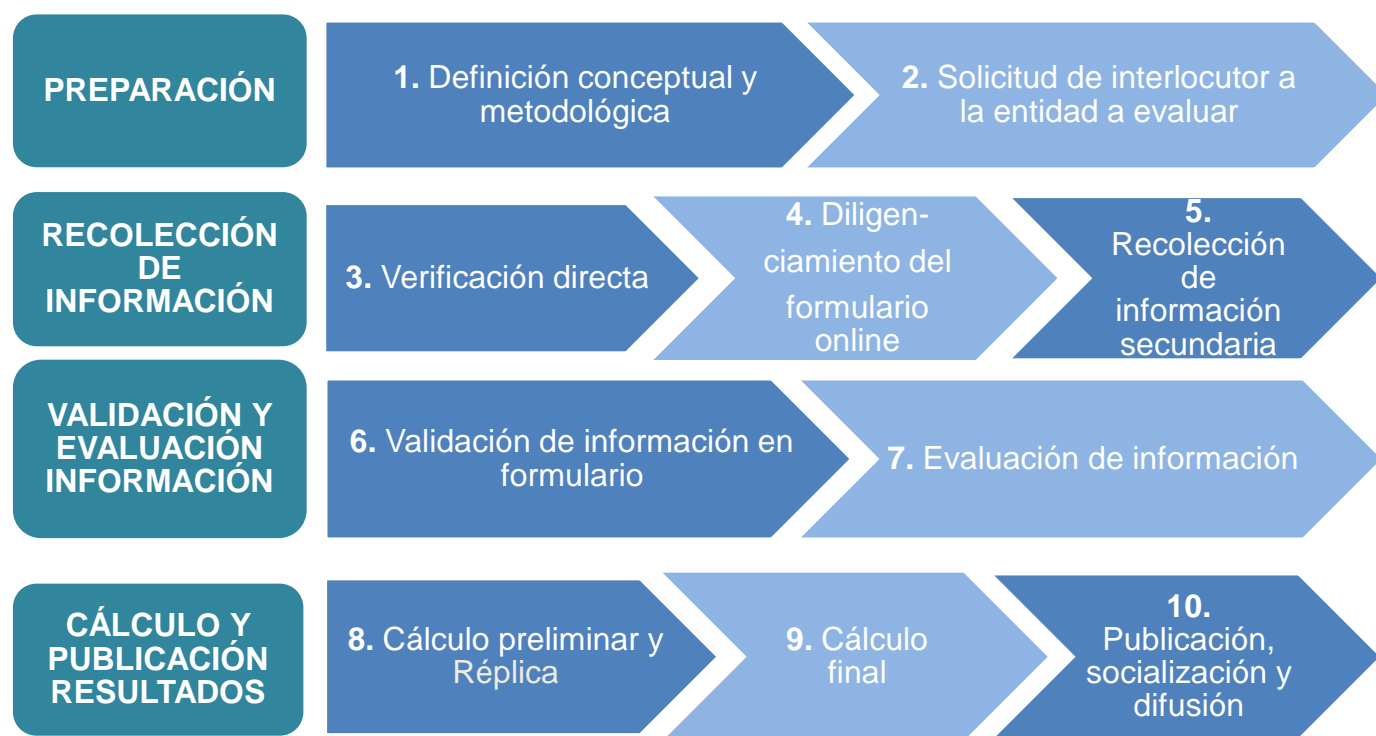 PREPARACIÓN
1. Definición conceptual y
metodológica
2. Solicitud de interlocutor a
la entidad a evaluar
RECOLECCIÓN
DE
INFORMACIÓN
3. Verificación directa
4. Diligen-
ciamiento del
formulario
online
5.
Recolección
de
información
secundaria
VALIDACIÓN Y
EVALUACIÓN
INFORMACIÓN
6. Validación de información en
formulario
7. Evaluación de información
CÁLCULO Y
PUBLICACIÓN
RESULTADOS
8. Cálculo preliminar y
Réplica
9. Cálculo
final
10.
Publicación,
socialización y
difusión